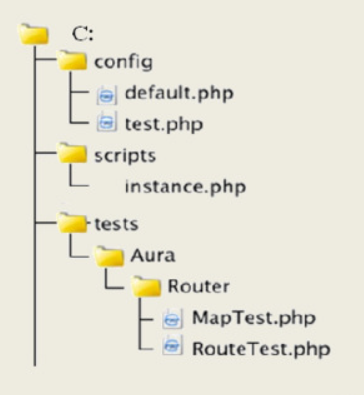 C:
config
default.php
test.php
scripts
instance.php
tests
Aura
Router
MapTest.php
RouteTest.php